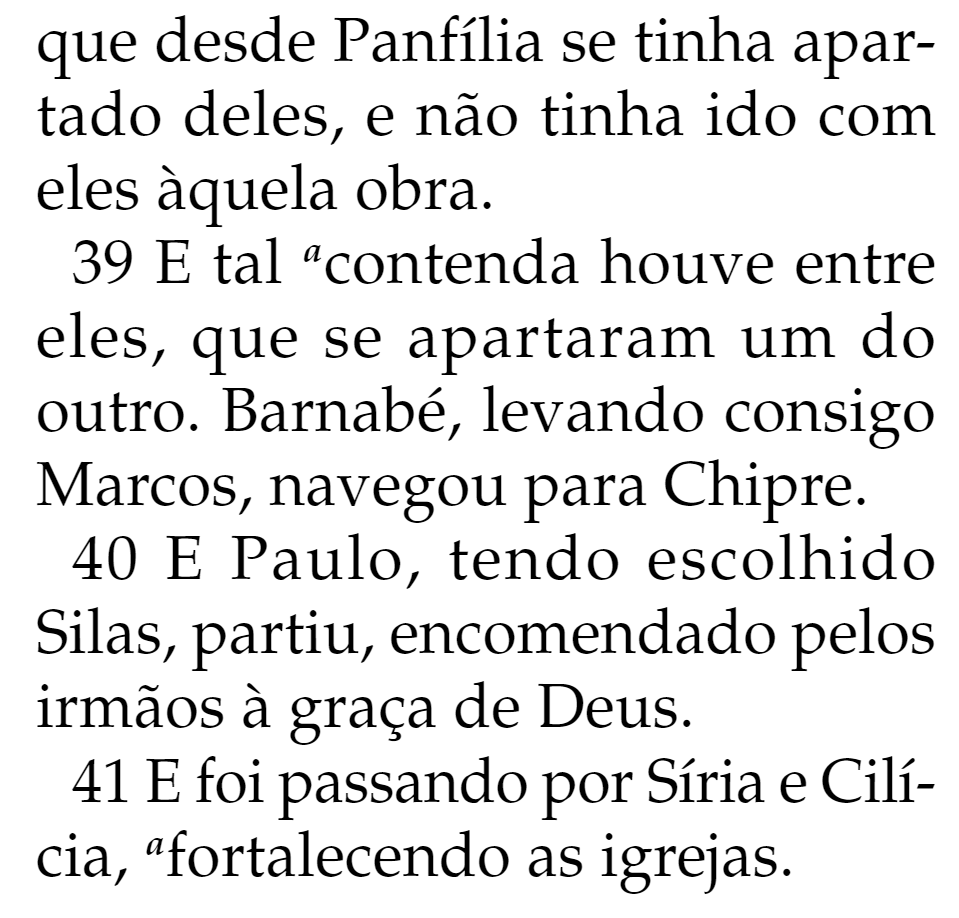 que desde Panfília se tinha apar-
tado deles, e não tinha ido com
eles àquela obra.
39 E tal ᵃcontenda houve entre
eles, que se apartaram um do
outro. Barnabé, levando consigo
Marcos, navegou para Chipre.
40 E Paulo, tendo escolhido
Silas, partiu, encomendado pelos
irmãos à graça de Deus.
41 E foi passando por Síria e Cilí-
cia, ᵃfortalecendo as igrejas.